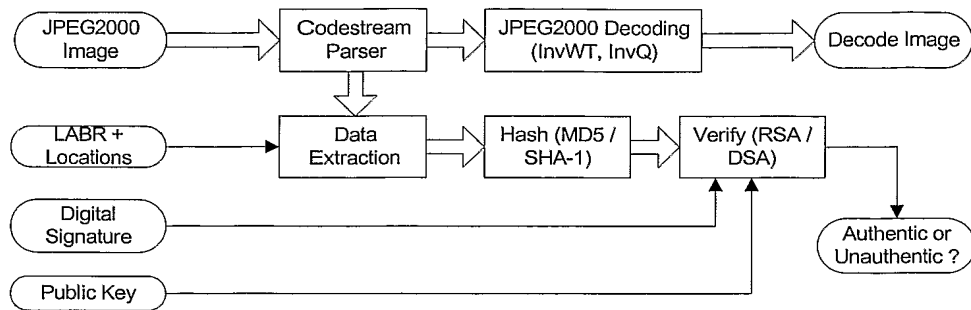 JPEG2000
Image
Codestream
Parser
JPEG2000 Decoding
(InvWT, InvQ)
Decode Image
LABR +
Locations
Data
Extraction
Hash (MD5 /
SHA-1)
Verify (RSA /
DSA)
Digital
Signature
Authentic or
Unauthentic ?
Public Key